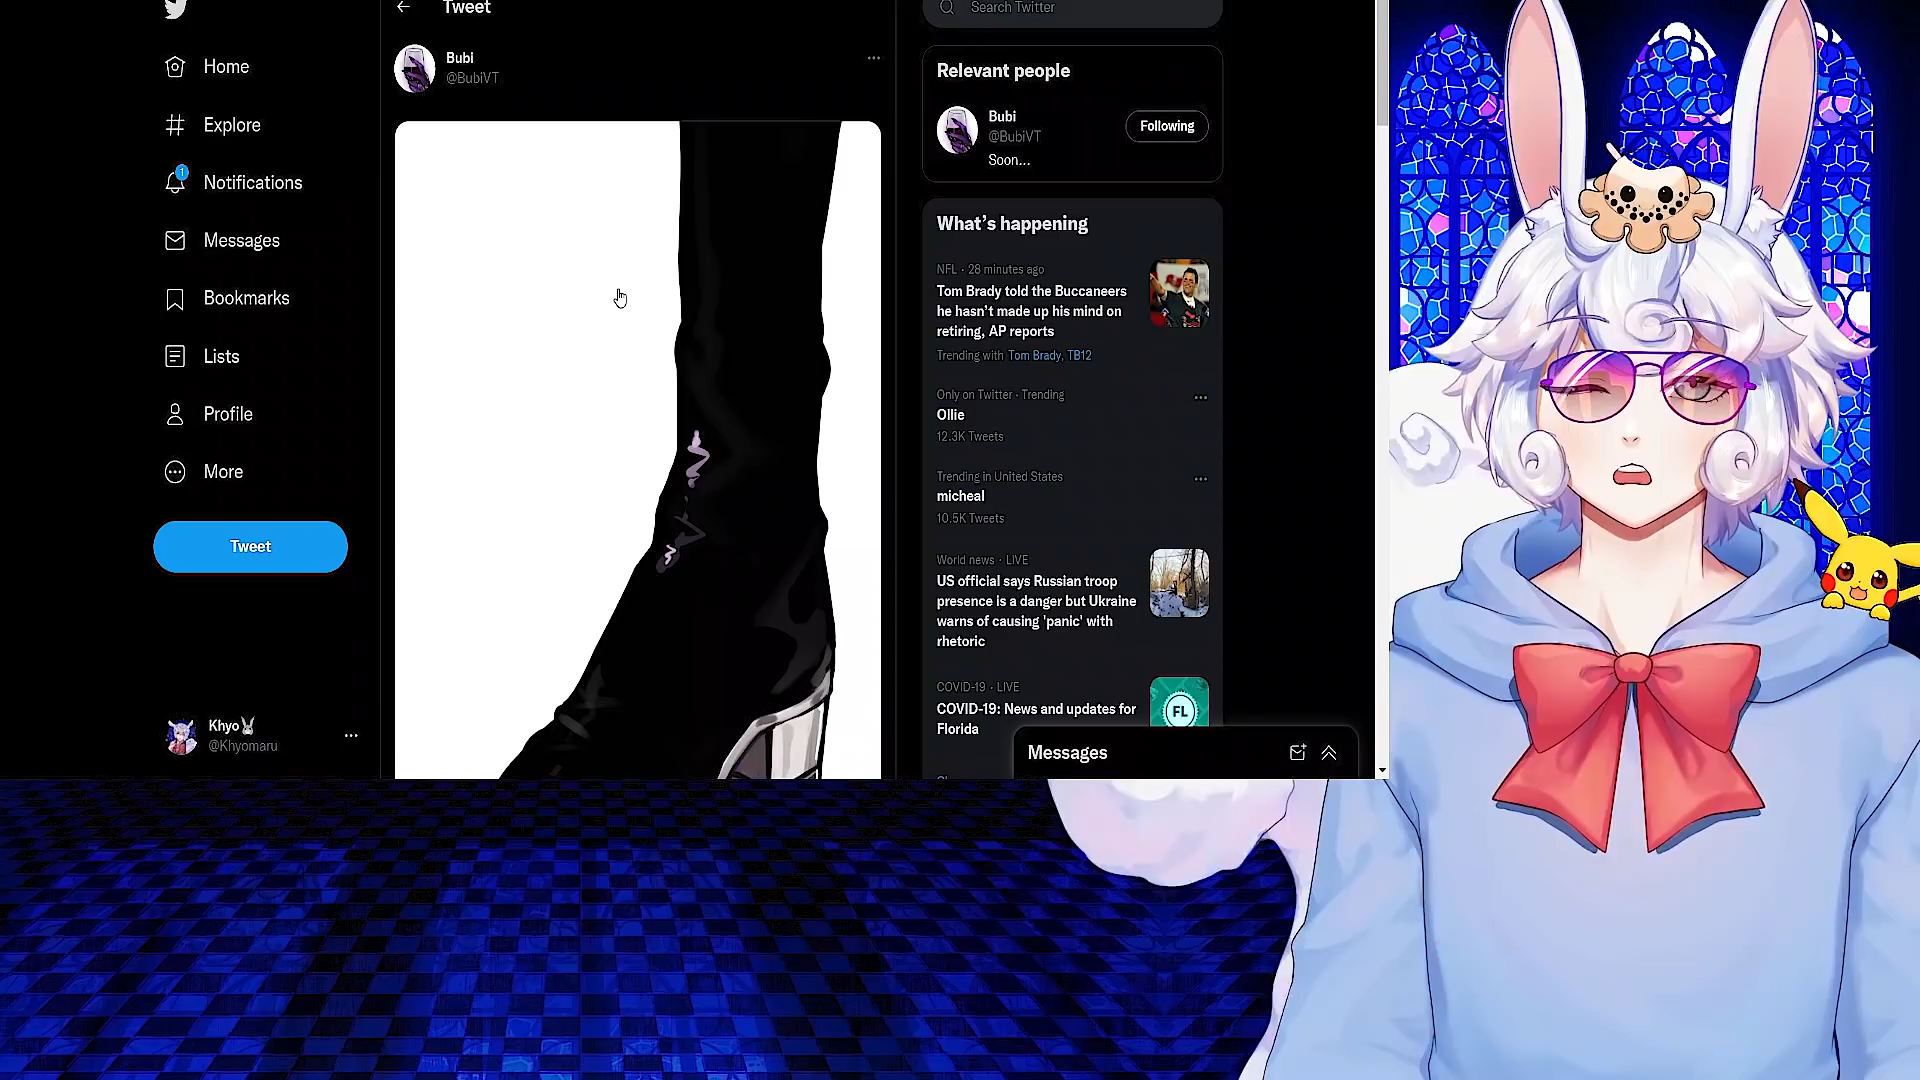 Tweet
Search Twitter
Home
Explore
1
Notifications
Messages
Bookmarks
Lists
Profile
More
Tweet
Khyo🐰
@Khyomaru
Bubi
@BubiVT
Relevant people
Bubi
@BubiVT
Following
Soon...
What's happening
NFL · 28 minutes ago
Tom Brady told the Buccaneers
he hasn't made up his mind on
retiring, AP reports
Trending with Tom Brady, TB12
Only on Twitter · Trending
Ollie
12.3K Tweets
Trending in United States
micheal
10.5K Tweets
World news · LIVE
US official says Russian troop
presence is a danger but Ukraine
warns of causing 'panic' with
rhetoric
COVID-19 · LIVE
COVID-19: News and updates for
Florida
FL
Messages